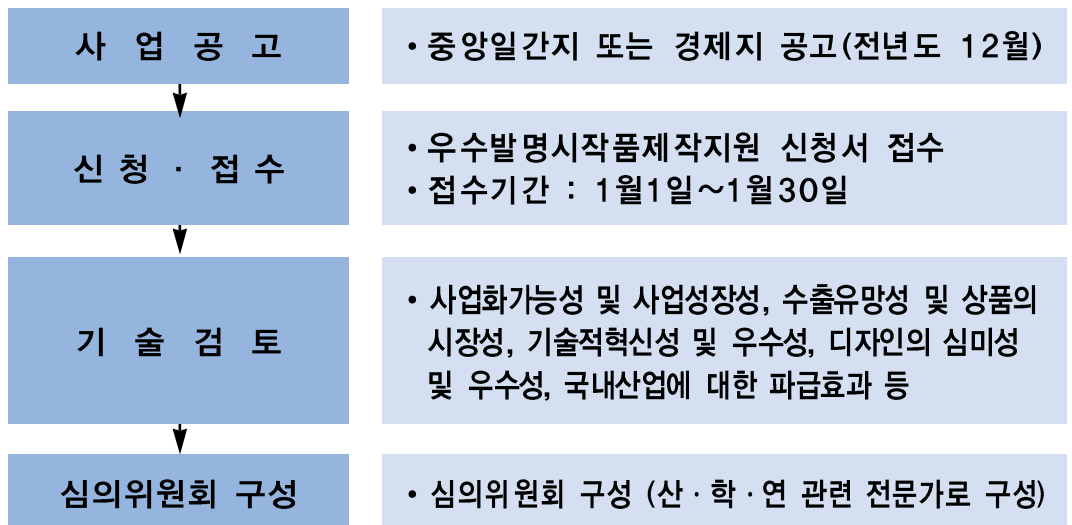 사 업 공 고
• 중앙일간지 또는 경제지 공고(전년도 12월)
신 청 · 접 수
• 우수발명시작품제작지원 신청서 접수
• 접수기간 : 1월1일~1월30일
기 술 검 토
• 사업화가능성 및 사업성장성, 수출유망성 및 상품의
시장성, 기술적혁신성 및 우수성, 디자인의 심미성
및 우수성, 국내산업에 대한 파급효과 등
심의위원회 구성
• 심의위원회 구성 (산·학·연 관련 전문가로 구성)